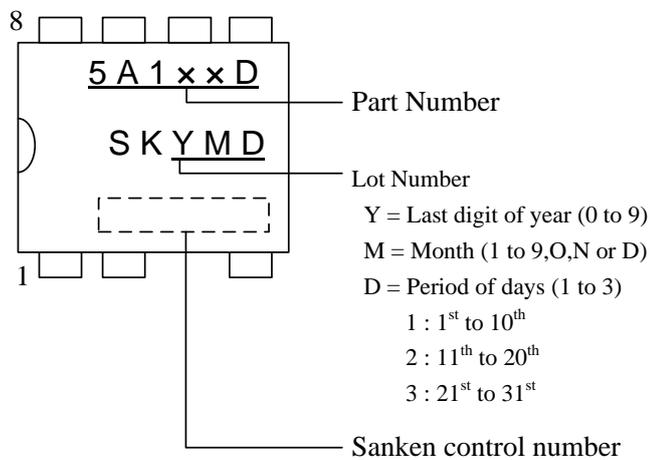 8
5 A 1 × × D
Part Number
S K Y M D
Lot Number
Y = Last digit of year (0 to 9)
M = Month (1 to 9,O,N or D)
D = Period of days (1 to 3)
1 : 1st to 10th
2 : 11th to 20th
3 : 21st to 31st
1
Sanken control number